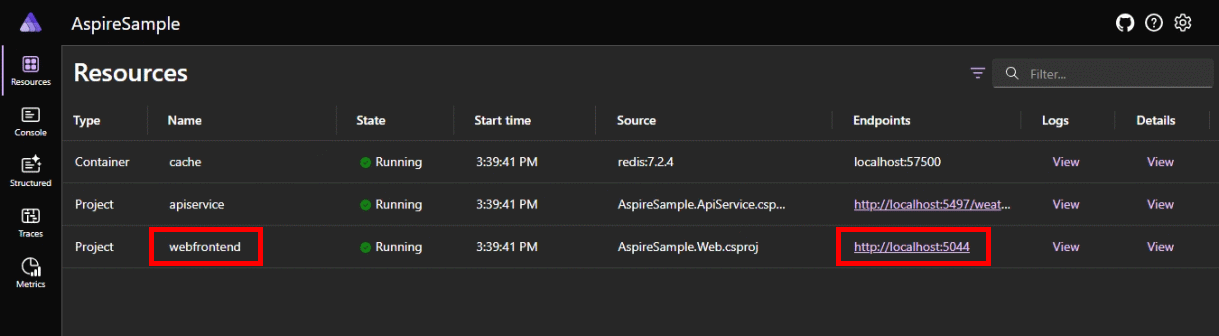 AspireSample
Resources
Resources
Filter...
Type Name State Start time Source Endpoints Logs Details
Container cache Running 3:39:41 PM redis:7.2.4 localhost:57500 View View
Project apiservice Running 3:39:41 PM AspireSample.ApiService.csp... http://localhost:5497/weat... View View
Project webfrontend Running 3:39:41 PM AspireSample.Web.csproj http://localhost:5044 View View
Console
Structured
Traces
Metrics